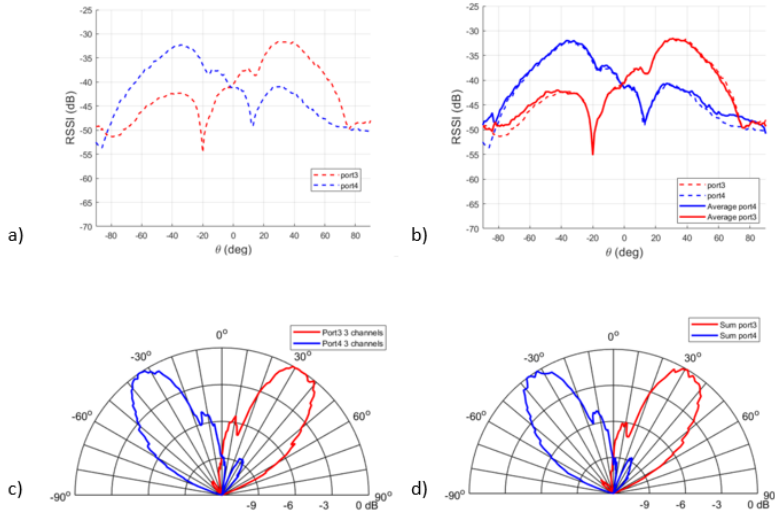 -25
-30
-35
-40
-45
-50
-55
-60
-65
-70
RSSI (dB)
-80 -60 -40 -20 0 20 40 60 80
θ (deg)
port3
port4
a)
-25
-30
-35
-40
-45
-50
-55
-60
-65
-70
RSSI (dB)
-80 -60 -40 -20 0 20 40 60 80
θ (deg)
port3
port4
Average port4
Average port3
b)
Port3 3 channels
Port4 3 channels
0°
-30° 30°
-60° 60°
-90° 90°
-9 -6 -3 0 dB
c)
Sum port3
Sum port4
0°
-30° 30°
-60° 60°
-90° 90
-9 -6 -3 0 dB
d)